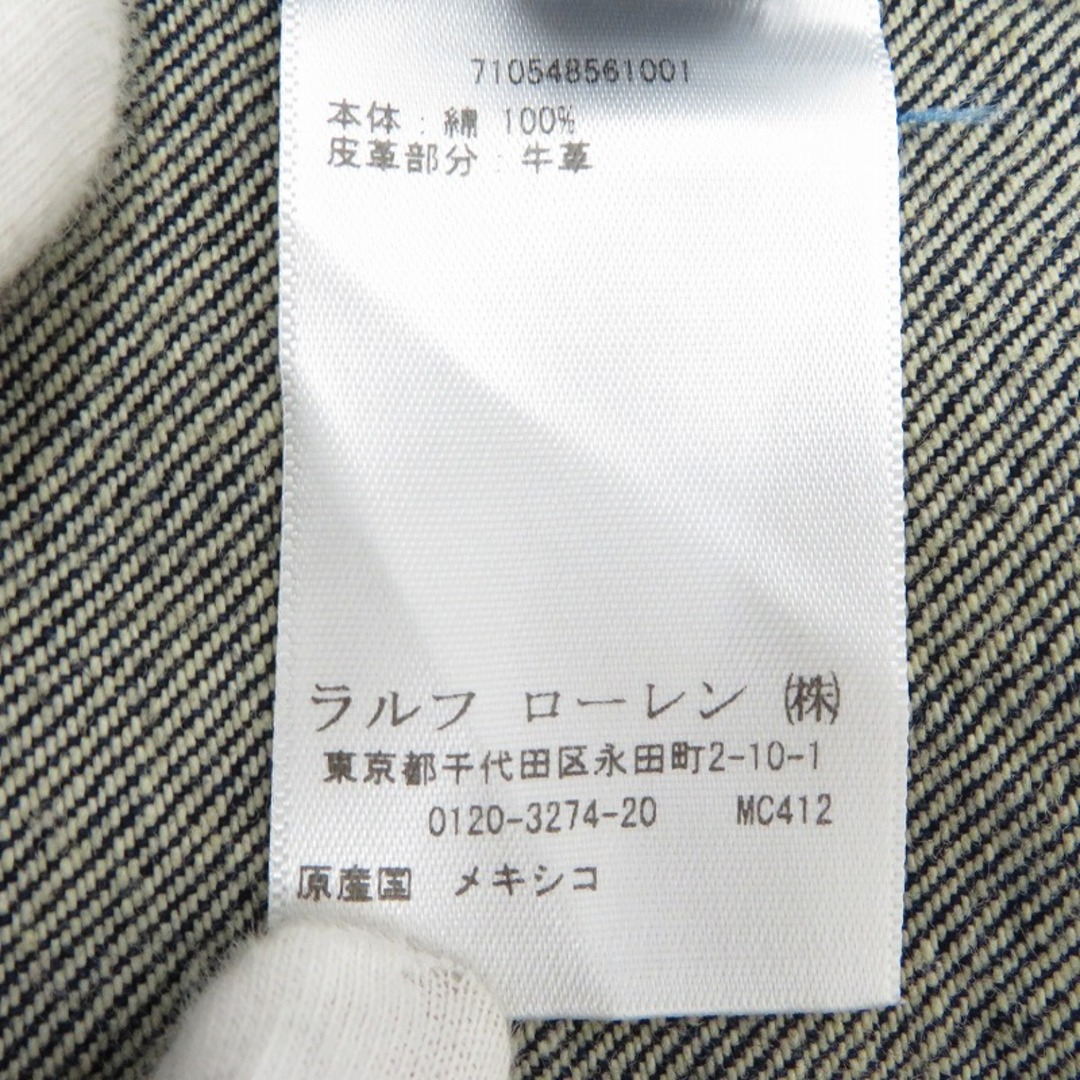 710548561001
本体 : 綿 100%
皮革部分 : 牛革
ラルフ ローレン ㈱
東京都千代田区永田町2-10-1
0120-3274-20 MC412
原産国 メキシコ